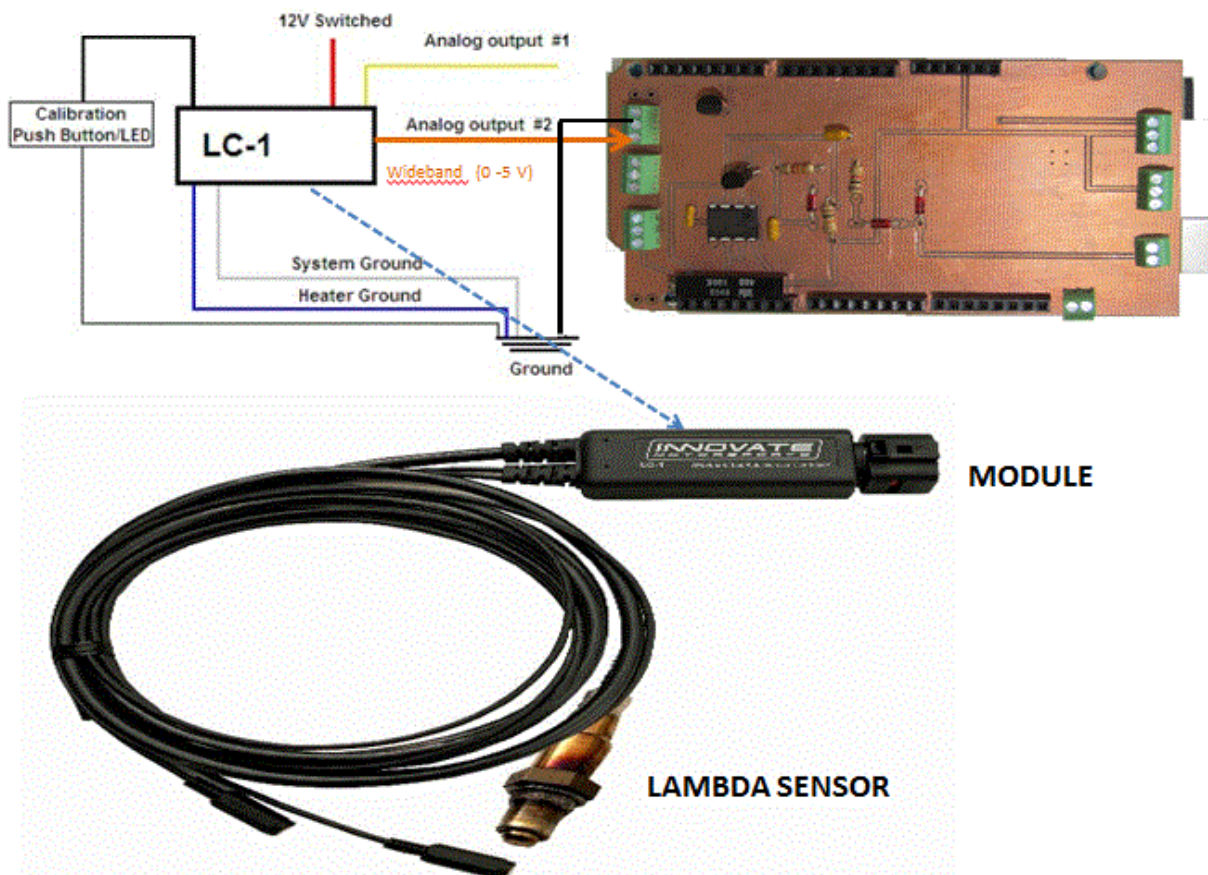 12V Switched
Analog output #1
Calibration
Push Button/LED
LC-1
Analog output #2
Wideband (0 -5 V)
System Ground
Heater Ground
Ground
INNOVATE
MOTORSPORTS
LC-1
MODULE
LAMBDA SENSOR